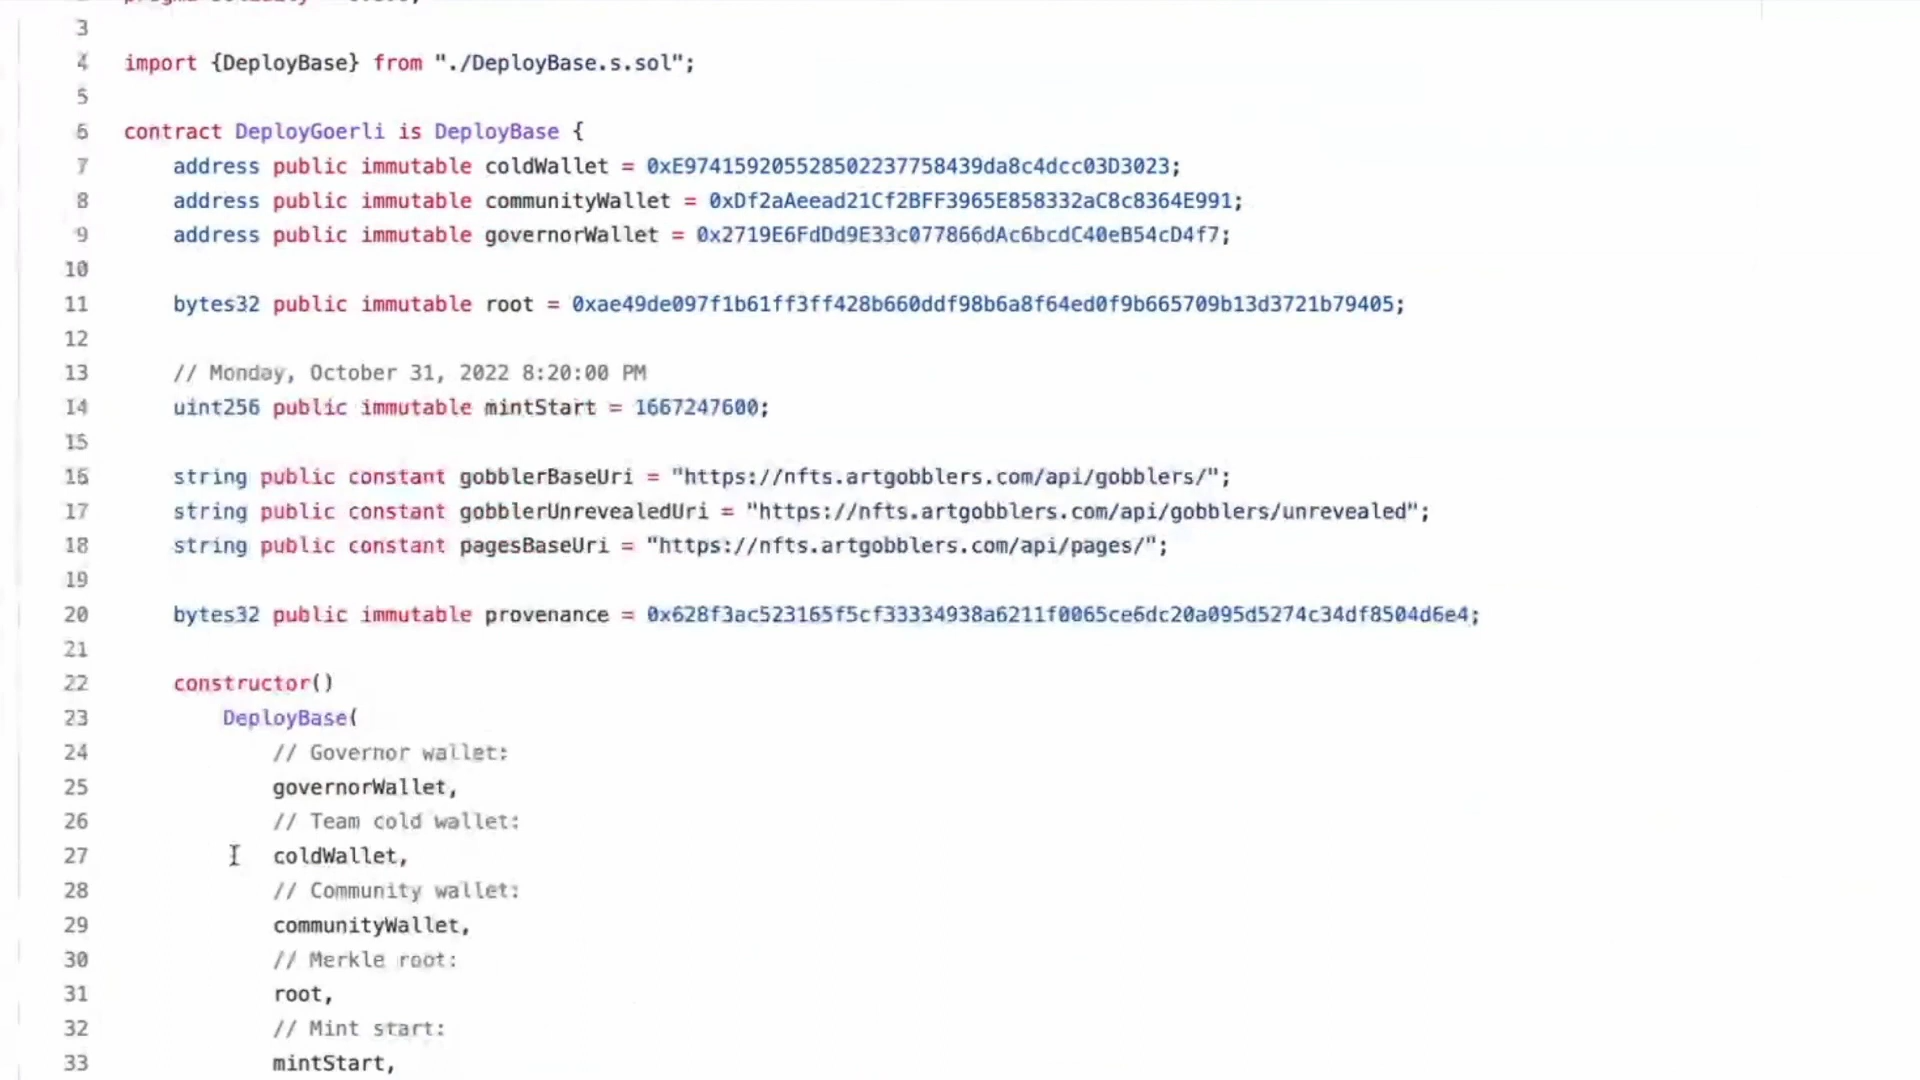 3
4 import {DeployBase} from "./DeployBase.s.sol";
5
6 contract DeployGoerli is DeployBase {
7 address public immutable coldWallet = 0xE974159205528502237758439da8c4dcc03D3023;
8 address public immutable communityWallet = 0xDf2aAeead21Cf2BFF3965E858332aC8c8364E991;
9 address public immutable governorWallet = 0x2719E6FdDd9E33c077866dAc6bcdC40eB54cD4f7;
10
11 bytes32 public immutable root = 0xae49de097f1b61ff3ff428b660ddf98b6a8f64ed0f9b665709b13d3721b79405;
12
13 // Monday, October 31, 2022 8:20:00 PM
14 uint256 public immutable mintStart = 1667247600;
15
16 string public constant gobblerBaseUri = "https://nfts.artgobblers.com/api/gobblers/";
17 string public constant gobblerUnrevealedUri = "https://nfts.artgobblers.com/api/gobblers/unrevealed";
18 string public constant pagesBaseUri = "https://nfts.artgobblers.com/api/pages/";
19
20 bytes32 public immutable provenance = 0x628f3ac523165f5cf33334938a6211f0065ce6dc20a095d5274c34df8504d6e4;
21
22 constructor()
23 DeployBase(
24 // Governor wallet:
25 governorWallet,
26 // Team cold wallet:
27 coldWallet,
28 // Community wallet:
29 communityWallet,
30 // Merkle root:
31 root,
32 // Mint start:
33 mintStart,